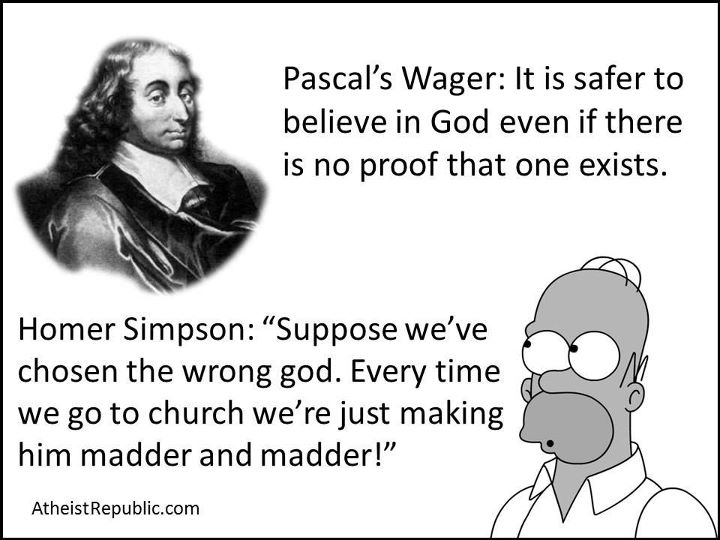 Pascal’s Wager: It is safer to
believe in God even if there
is no proof that one exists.
Homer Simpson: “Suppose we’ve
chosen the wrong god. Every time
we go to church we’re just making
him madder and madder!”
AtheistRepublic.com